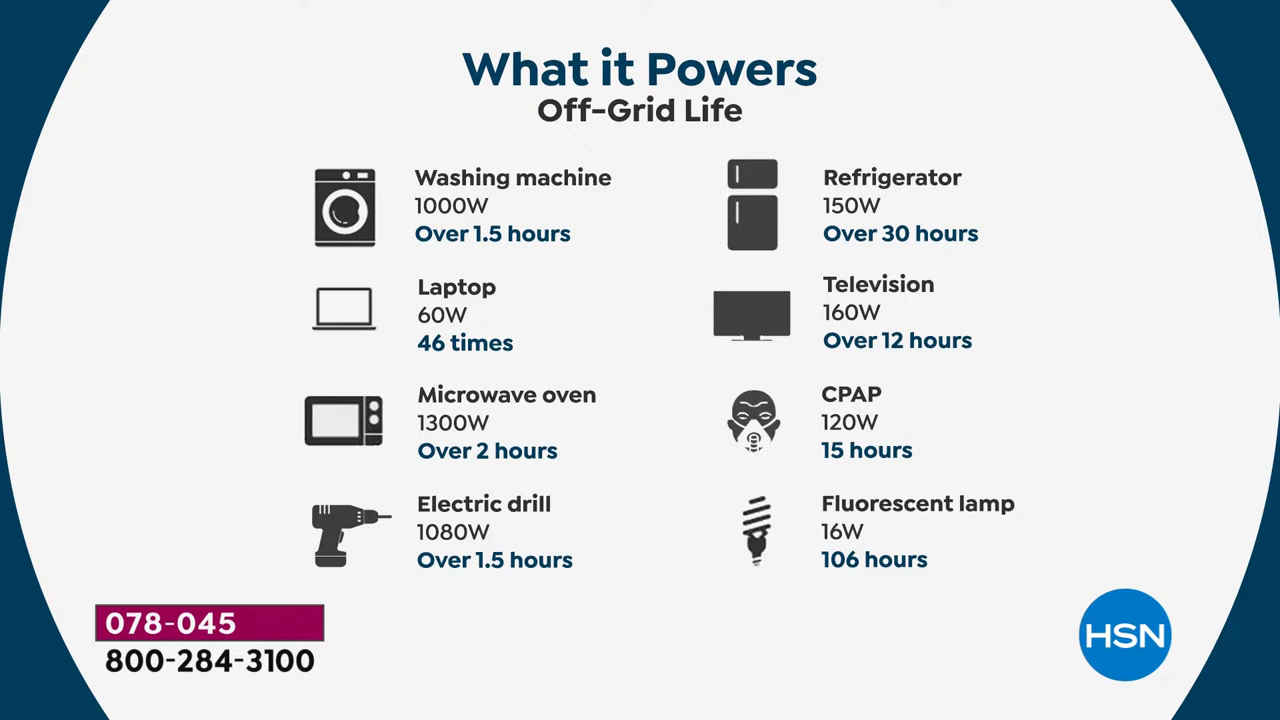 What it Powers
Off-Grid Life
Washing machine
1000W
Over 1.5 hours
Refrigerator
150W
Over 30 hours
Laptop
60W
46 times
Television
160W
Over 12 hours
Microwave oven
1300W
Over 2 hours
CPAP
120W
15 hours
Electric drill
1080W
Over 1.5 hours
Fluorescent lamp
16W
106 hours
078-045
800-284-3100
HSN